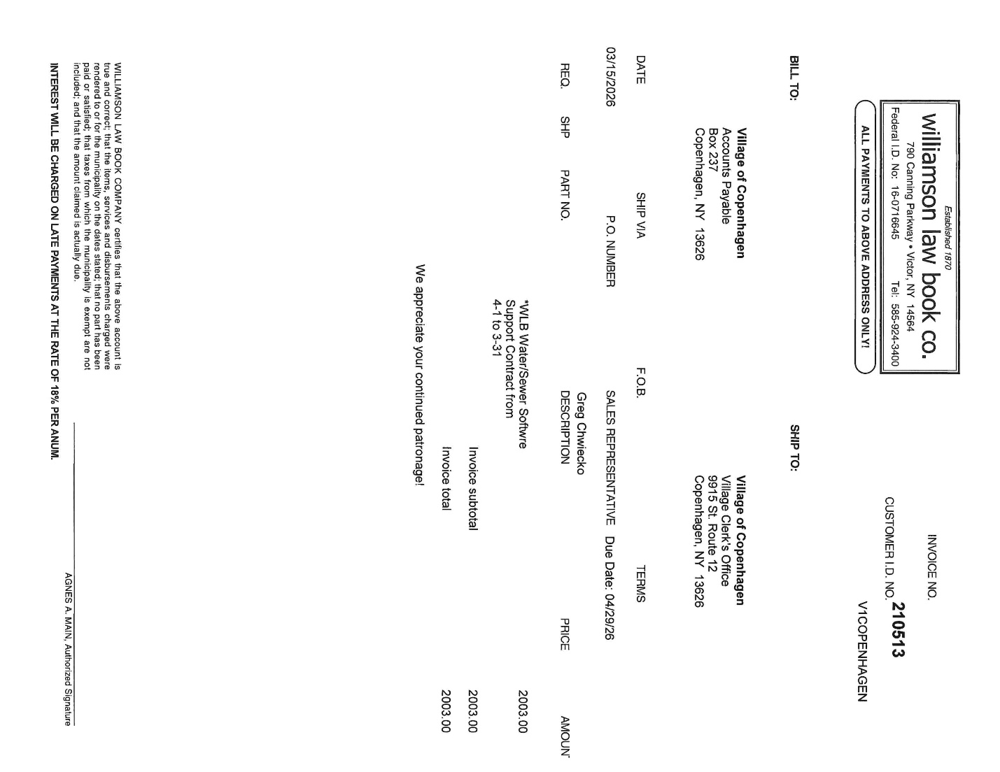 Established 1870
williamson law book co.
790 Canning Parkway • Victor, NY 14564
Federal I.D. No: 16-0716645 Tel: 585-924-3400
ALL PAYMENTS TO ABOVE ADDRESS ONLY!
INVOICE NO.
210513
CUSTOMER I.D. NO.
V1COPENHAGEN
BILL TO:
SHIP TO:
Village of Copenhagen
Accounts Payable
Box 237
Copenhagen, NY 13626
Village of Copenhagen
Village Clerk's Office
9915 St. Route 12
Copenhagen, NY 13626
DATE SHIP VIA F.O.B. TERMS
03/15/2026 P.O. NUMBER SALES REPRESENTATIVE Due Date: 04/29/26
Greg Chwiecko
REQ. SHP PART NO. DESCRIPTION PRICE AMOUN
*WLB Water/Sewer Softwre 2003.00
Support Contract from
4-1 to 3-31
Invoice subtotal 2003.00
Invoice total 2003.00
We appreciate your continued patronage!
WILLIAMSON LAW BOOK COMPANY certifies that the above account is
true and correct; that the items, services and disbursements charged were
rendered to or for the municipality on the dates stated; that no part has been
paid or satisfied; that taxes from which the municipality is exempt are not
included; and that the amount claimed is actually due.
AGNES A. MAIN, Authorized Signature
INTEREST WILL BE CHARGED ON LATE PAYMENTS AT THE RATE OF 18% PER ANUM.